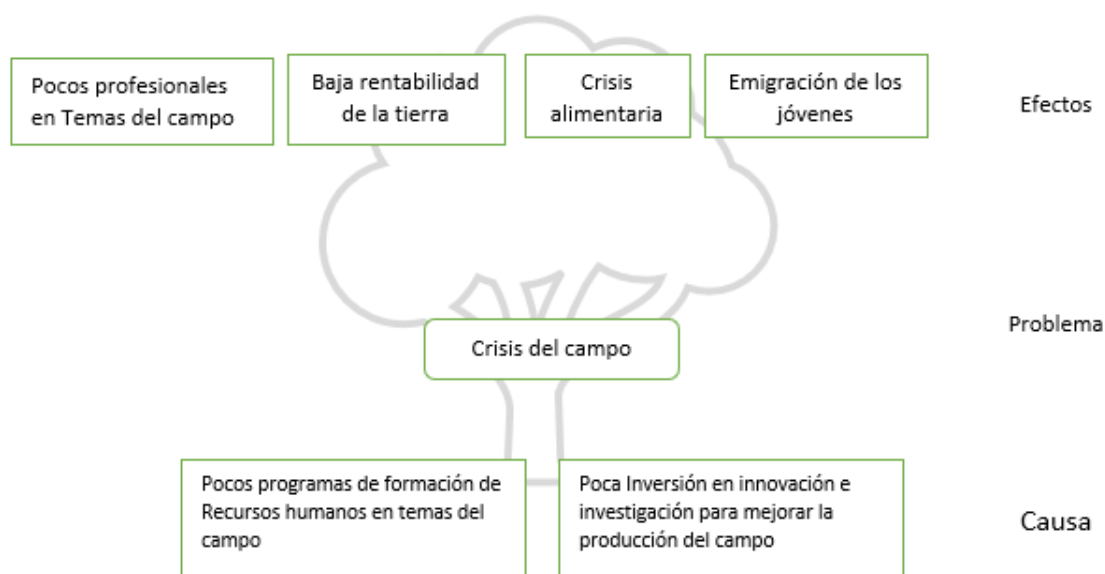 Pocos profesionales
en Temas del campo
Baja rentabilidad
de la tierra
Crisis
alimentaria
Emigración de los
jóvenes
Efectos
Crisis del campo
Problema
Pocos programas de formación de
Recursos humanos en temas del
campo
Poca Inversión en innovación e
investigación para mejorar la
producción del campo
Causa